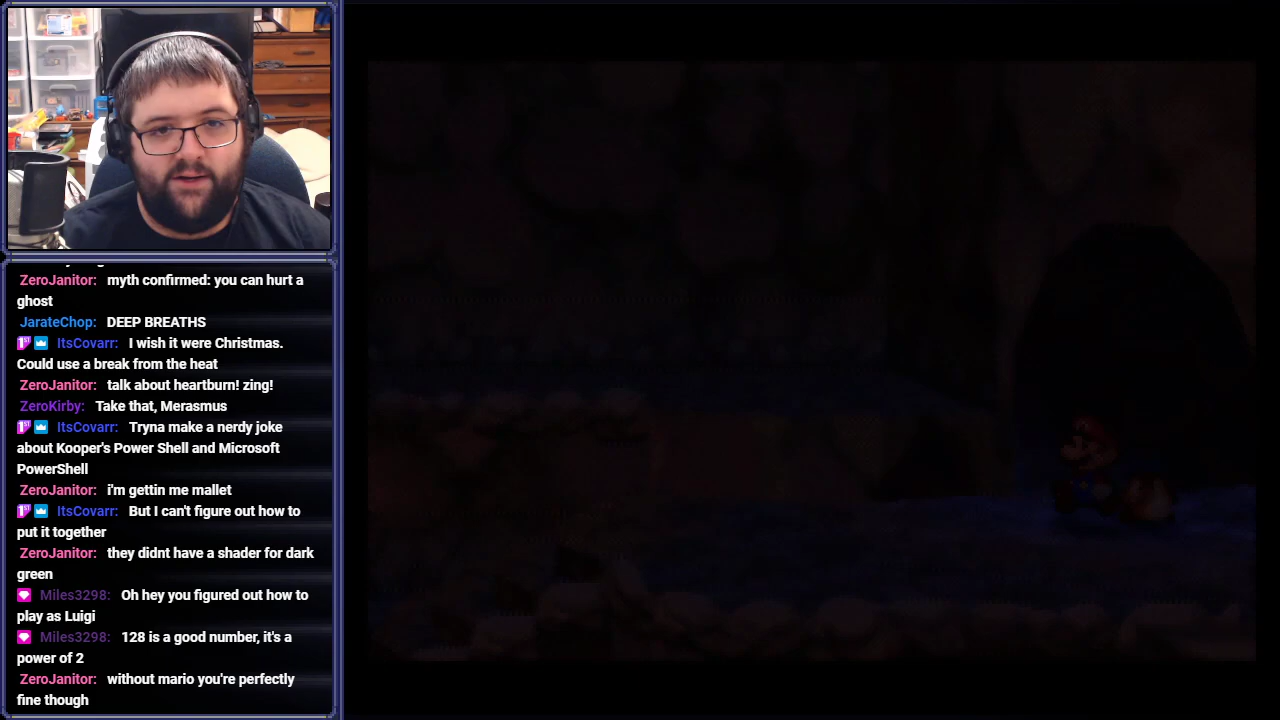 ZeroJanitor: myth confirmed: you can hurt a
ghost
JarateChop: DEEP BREATHS
ItsCovarr: I wish it were Christmas.
Could use a break from the heat
ZeroJanitor: talk about heartburn! zing!
ZeroKirby: Take that, Merasmus
ItsCovarr: Tryna make a nerdy joke
about Kooper's Power Shell and Microsoft
PowerShell
ZeroJanitor: i'm gettin me mallet
ItsCovarr: But I can't figure out how to
put it together
ZeroJanitor: they didnt have a shader for dark
green
Miles3298: Oh hey you figured out how to
play as Luigi
Miles3298: 128 is a good number, it's a
power of 2
ZeroJanitor: without mario you're perfectly
fine though